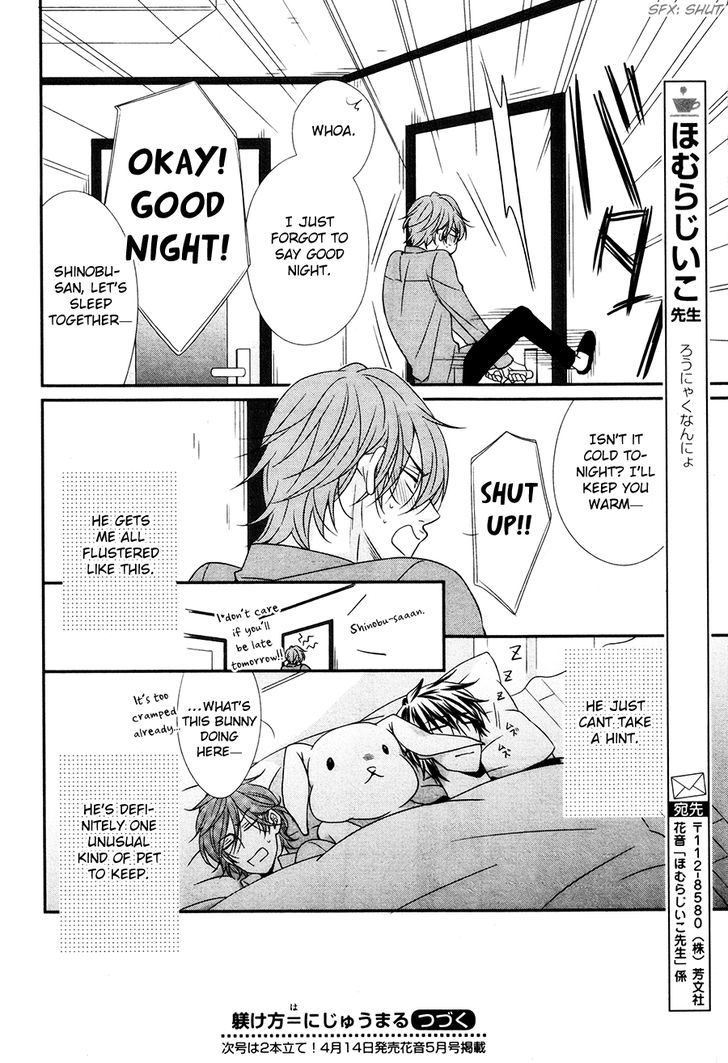 SFX: SHUT
WHOA.
I JUST
FORGOT TO
SAY GOOD
NIGHT.
OKAY!
GOOD
NIGHT!
SHINOBU-
SAN, LET'S
SLEEP
TOGETHER—
ダッ
ISN'T IT
COLD TO-
NIGHT? I'LL
KEEP YOU
WARM—
SHUT
UP!!
HE GETS
ME ALL
FLUSTERED
LIKE THIS.
Shinobu-saaan.
I don't care
if you'll
be late
tomorrow!!
HE JUST
CANT TAKE
A HINT.
Z
Z
Z
Z
...WHAT'S
THIS BUNNY
DOING
HERE—
It's too
cramped
already...
HE'S DEFI-
NITELY ONE
UNUSUAL
KIND OF PET
TO KEEP.
ほむらじいこ先生
ろうにゃくなんにょ
宛先
〒112-8580（株）芳文社
花音「ほむらじいこ先生」係
は
躾け方＝にじゅうまる つづく
次号は2本立て！4月14日発売花音5月号掲載